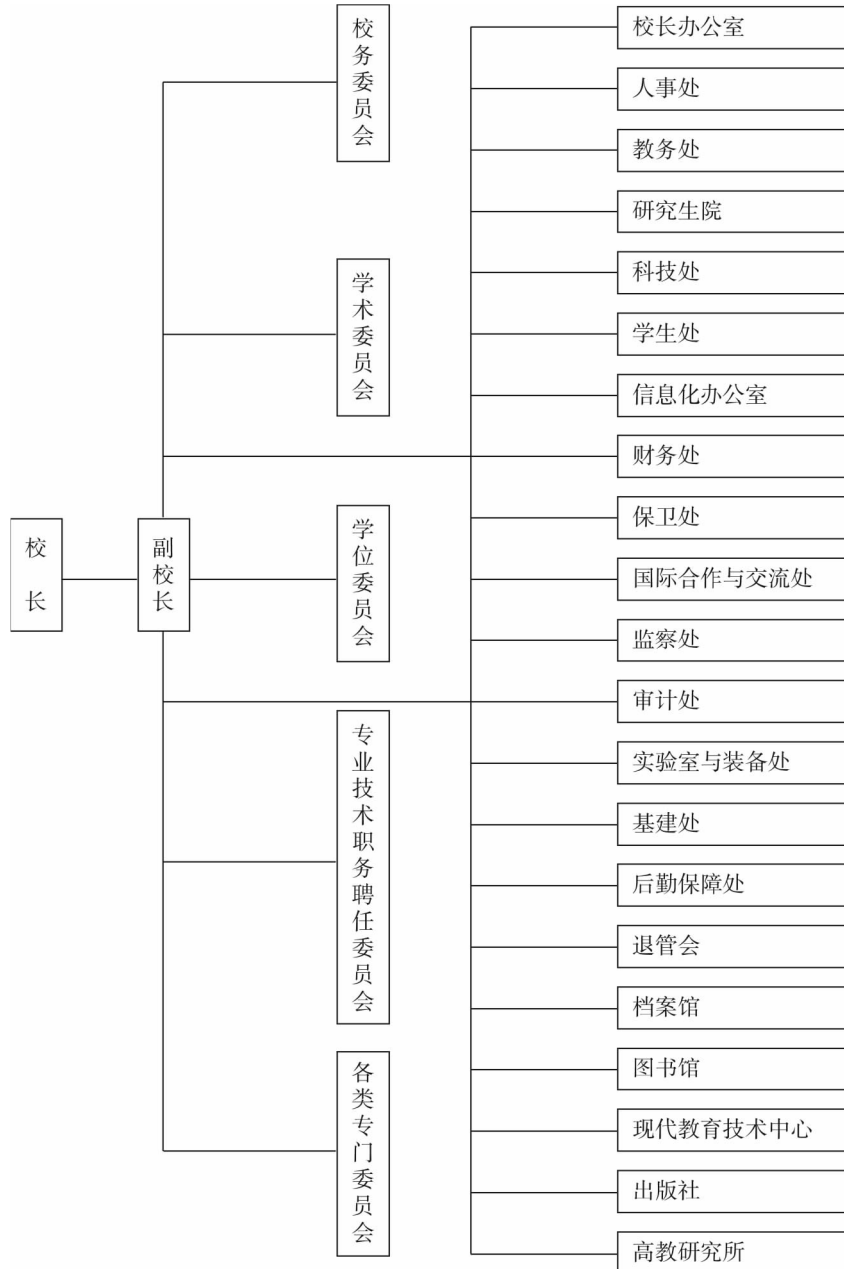 校长
副校长
校务委员会
学术委员会
学位委员会
专业技术职务聘任委员会
各类专门委员会
校长办公室
人事处
教务处
研究生院
科技处
学生处
信息化办公室
财务处
保卫处
国际合作与交流处
监察处
审计处
实验室与装备处
基建处
后勤保障处
退管会
档案馆
图书馆
现代教育技术中心
出版社
高教研究所